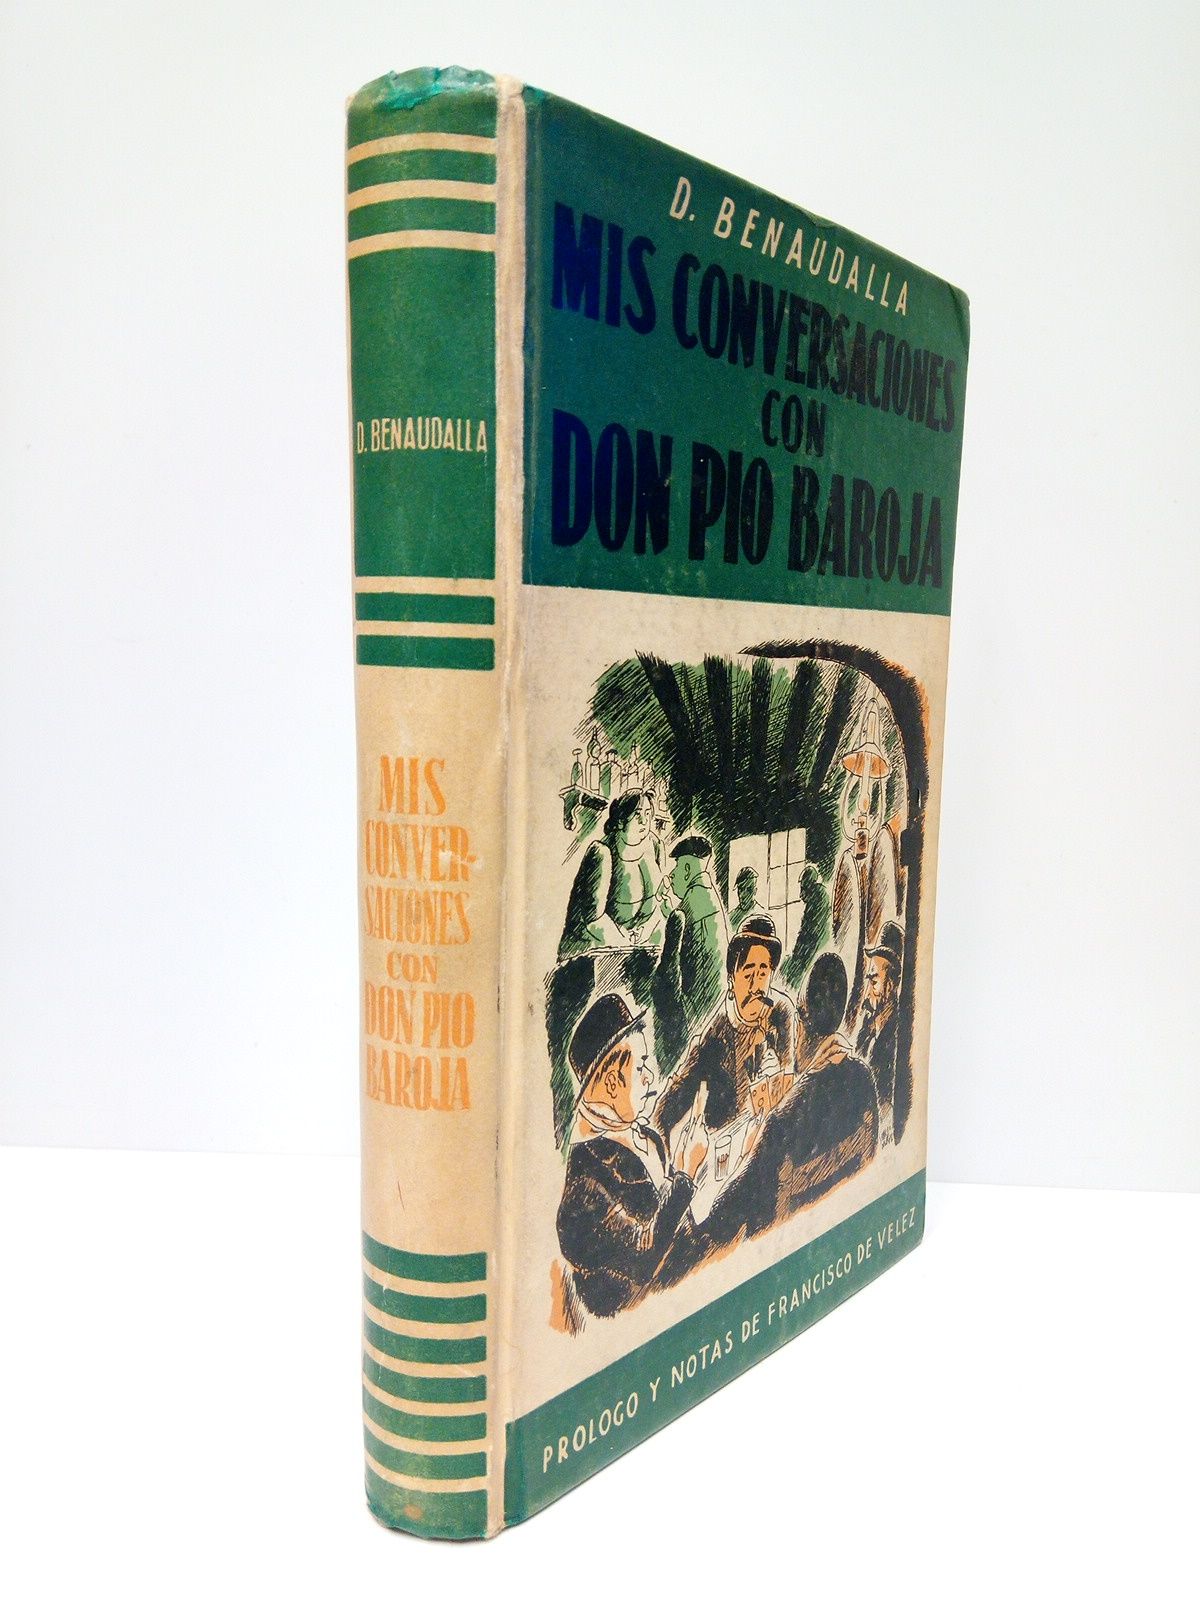 D. BENAUDALLA
MIS
CONVER-
SACIONES
CON
DON PIO
BAROJA
D. BENAUDALLA
MIS CONVERSACIONES
CON
DON PIO BAROJA
PROLOGO Y NOTAS DE FRANCISCO DE VELEZ